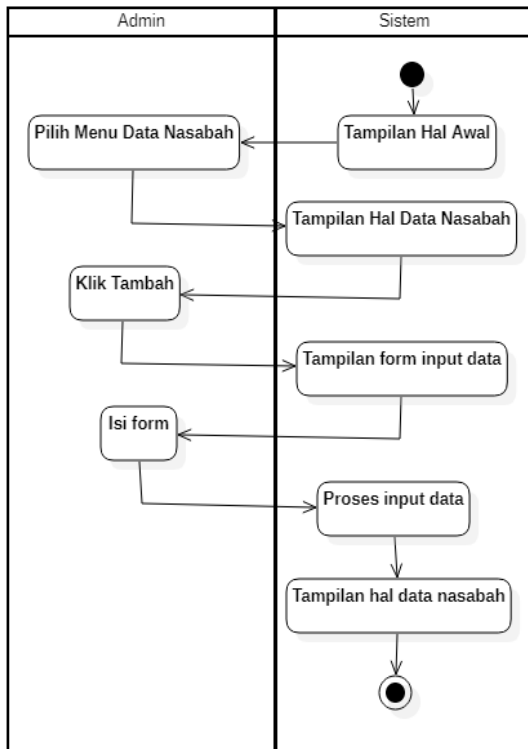 Admin
Sistem
Tampilan Hal Awal
Pilih Menu Data Nasabah
Tampilan Hal Data Nasabah
Klik Tambah
Tampilan form input data
Isi form
Proses input data
Tampilan hal data nasabah